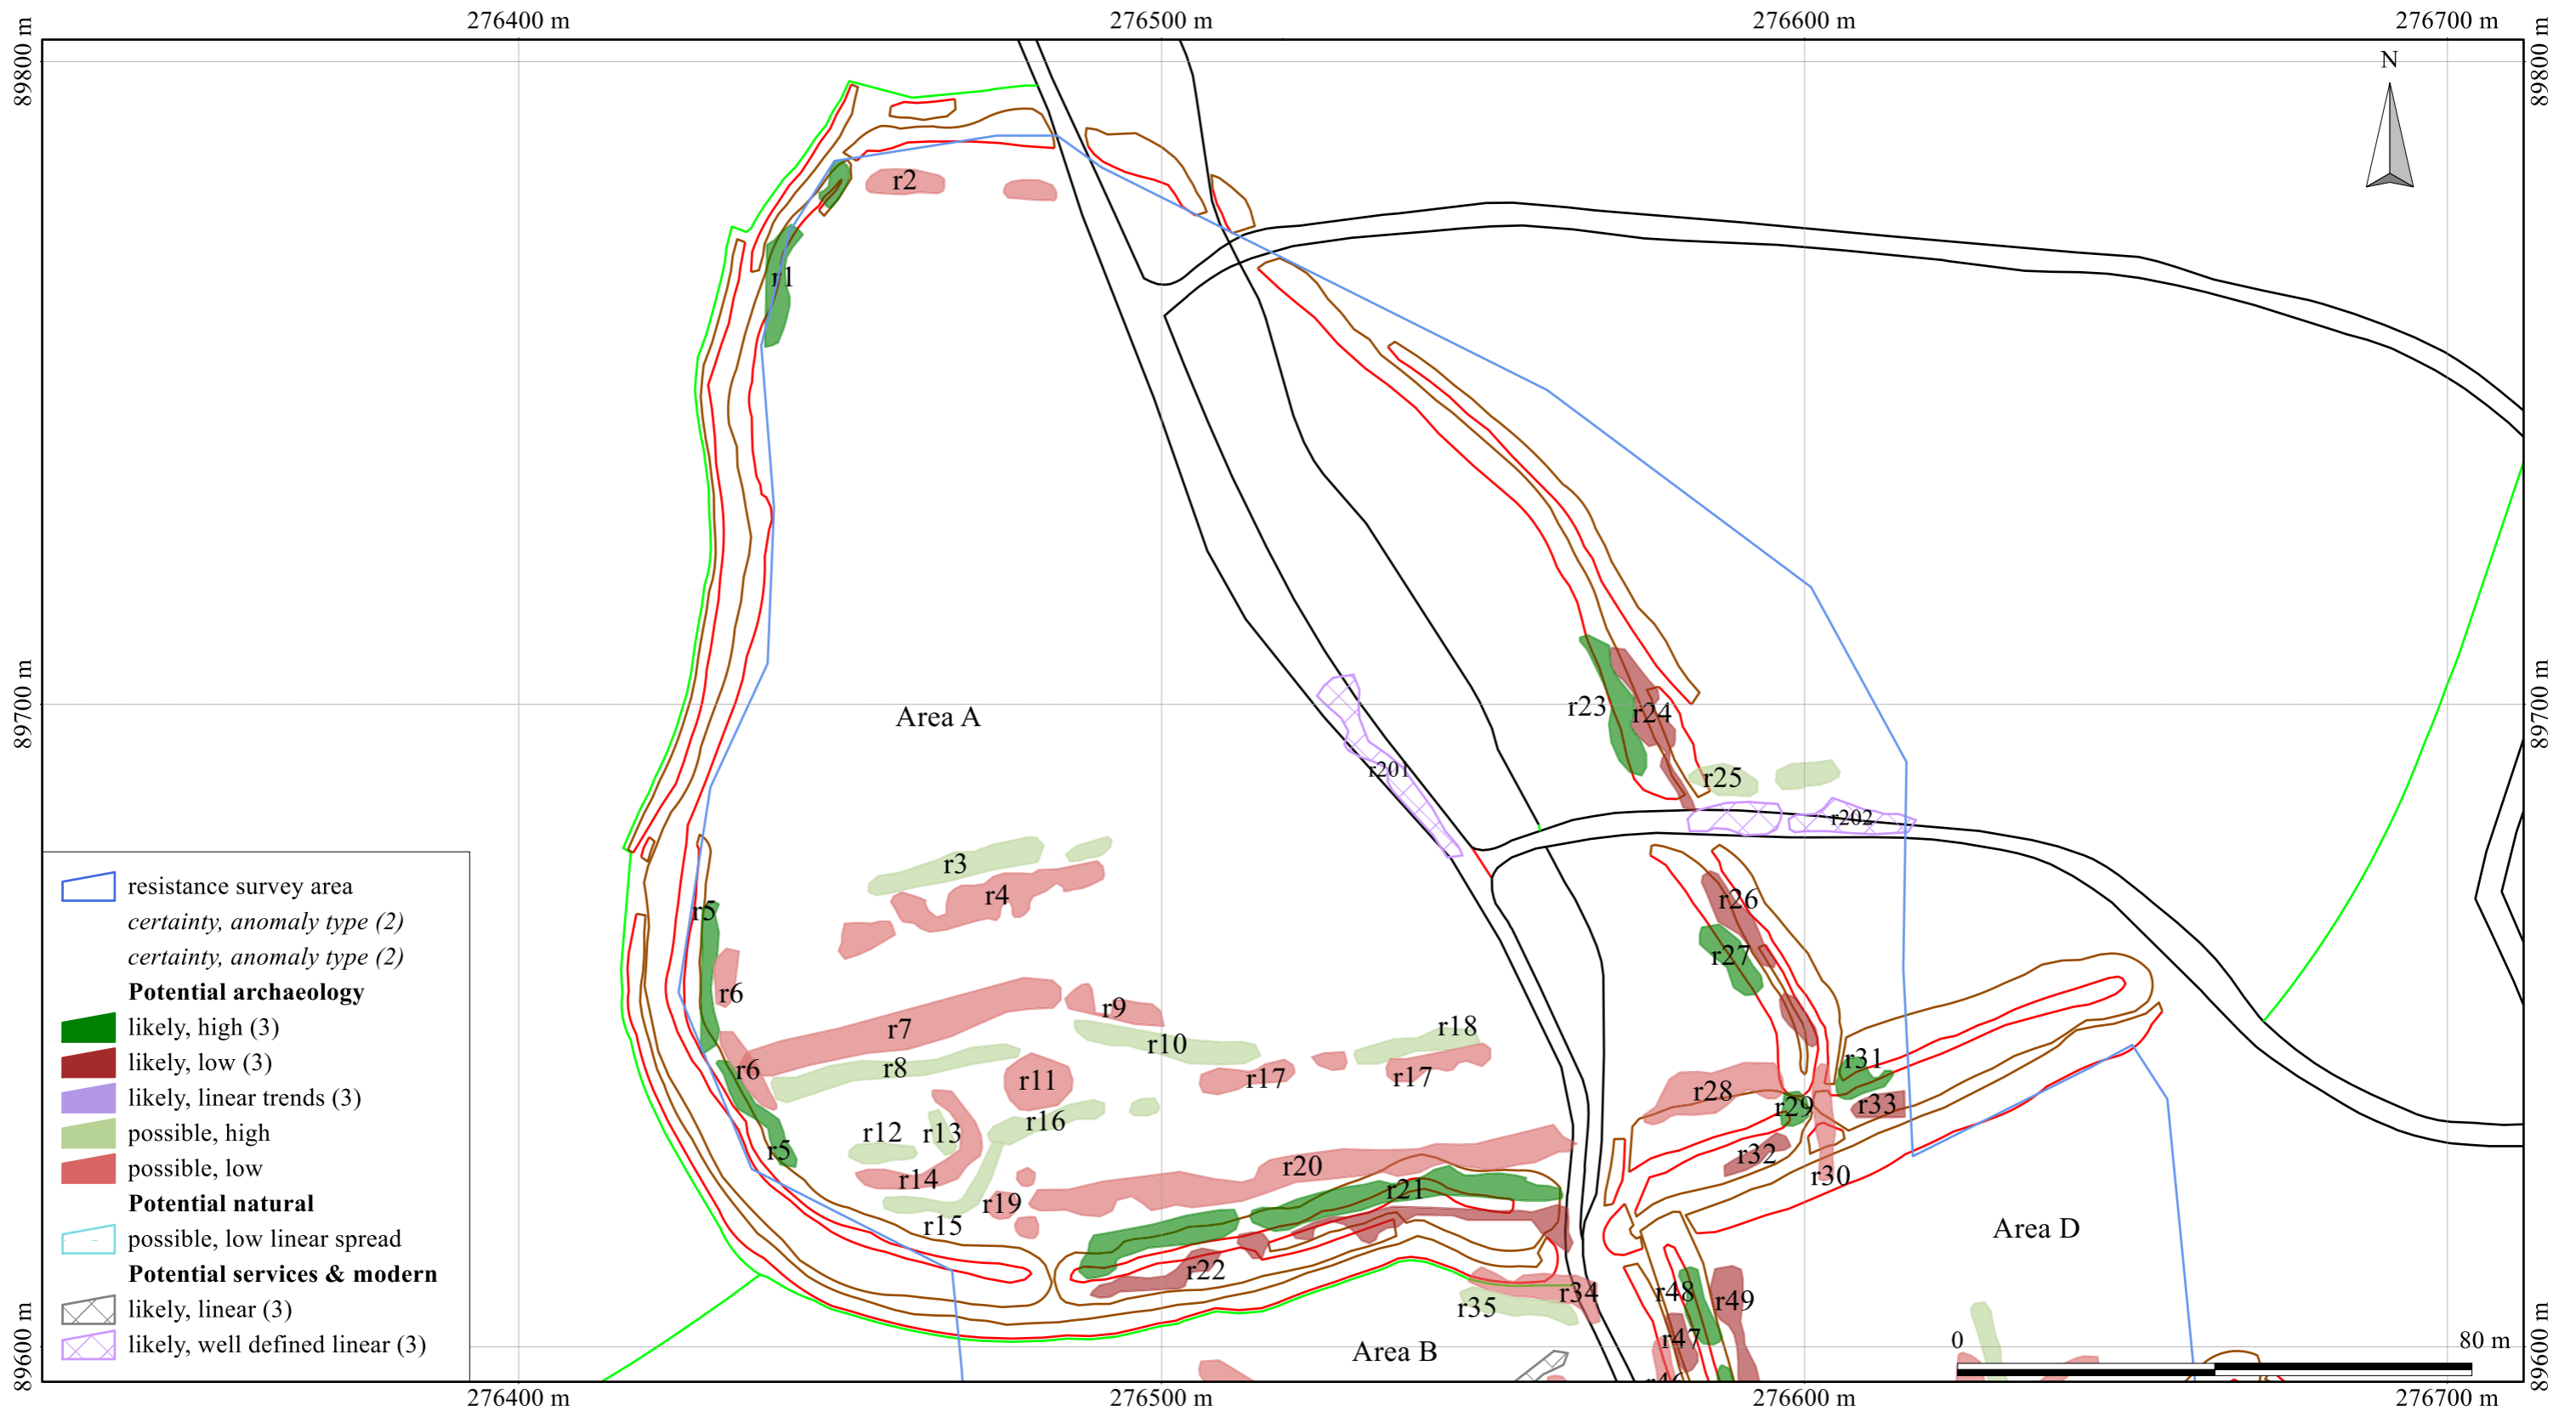 276400 m
276500 m
276600 m
276700 m
89800 m
89800 m
N
r2
r1
89700 m
89700 m
Area A
r23
r24
r201
r25
r202
r3
r4
r5
r6
r26
r27
r7
r9
r10
r18
r8
r6
r11
r17
r17
r31
r28
r29
r33
r12
r13
r16
r5
r14
r20
r32
r30
r19
r21
r15
Area D
r22
r35
r34
r48
r49
r47
Area B
r46
resistance survey area
certainty, anomaly type (2)
certainty, anomaly type (2)
Potential archaeology
likely, high (3)
likely, low (3)
likely, linear trends (3)
possible, high
possible, low
Potential natural
possible, low linear spread
Potential services & modern
likely, linear (3)
likely, well defined linear (3)
0
80 m
89600 m
89600 m
276400 m
276500 m
276600 m
276700 m